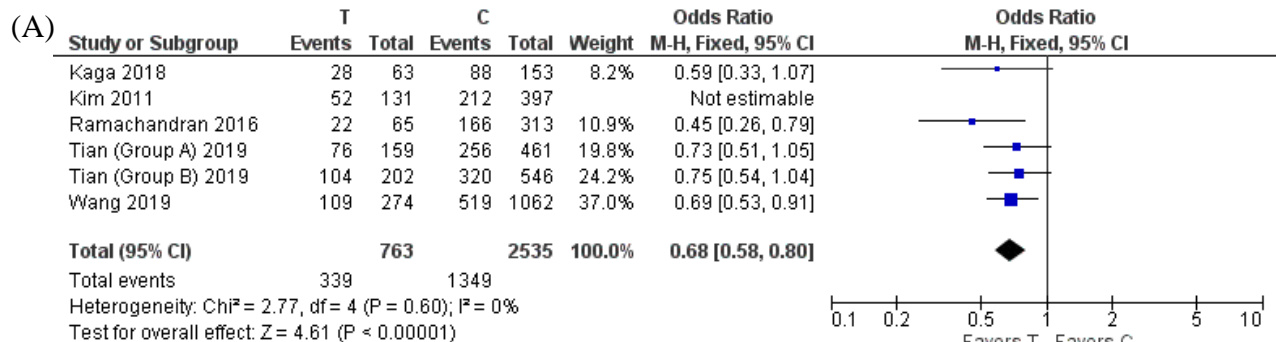 (A)
T C Odds Ratio Odds Ratio
Study or Subgroup Events Total Events Total Weight M-H, Fixed, 95% CI M-H, Fixed, 95% CI
Kaga 2018 28 63 88 153 8.2% 0.59 [0.33, 1.07]
Kim 2011 52 131 212 397 Not estimable
Ramachandran 2016 22 65 166 313 10.9% 0.45 [0.26, 0.79]
Tian (Group A) 2019 76 159 256 461 19.8% 0.73 [0.51, 1.05]
Tian (Group B) 2019 104 202 320 546 24.2% 0.75 [0.54, 1.04]
Wang 2019 109 274 519 1062 37.0% 0.69 [0.53, 0.91]
Total (95% CI) 763 2535 100.0% 0.68 [0.58, 0.80]
Total events 339 1349
Heterogeneity: Chi² = 2.77, df = 4 (P = 0.60); I² = 0%
Test for overall effect: Z = 4.61 (P < 0.00001)
0.1 0.2 0.5 1 2 5 10
Favors T Favors C